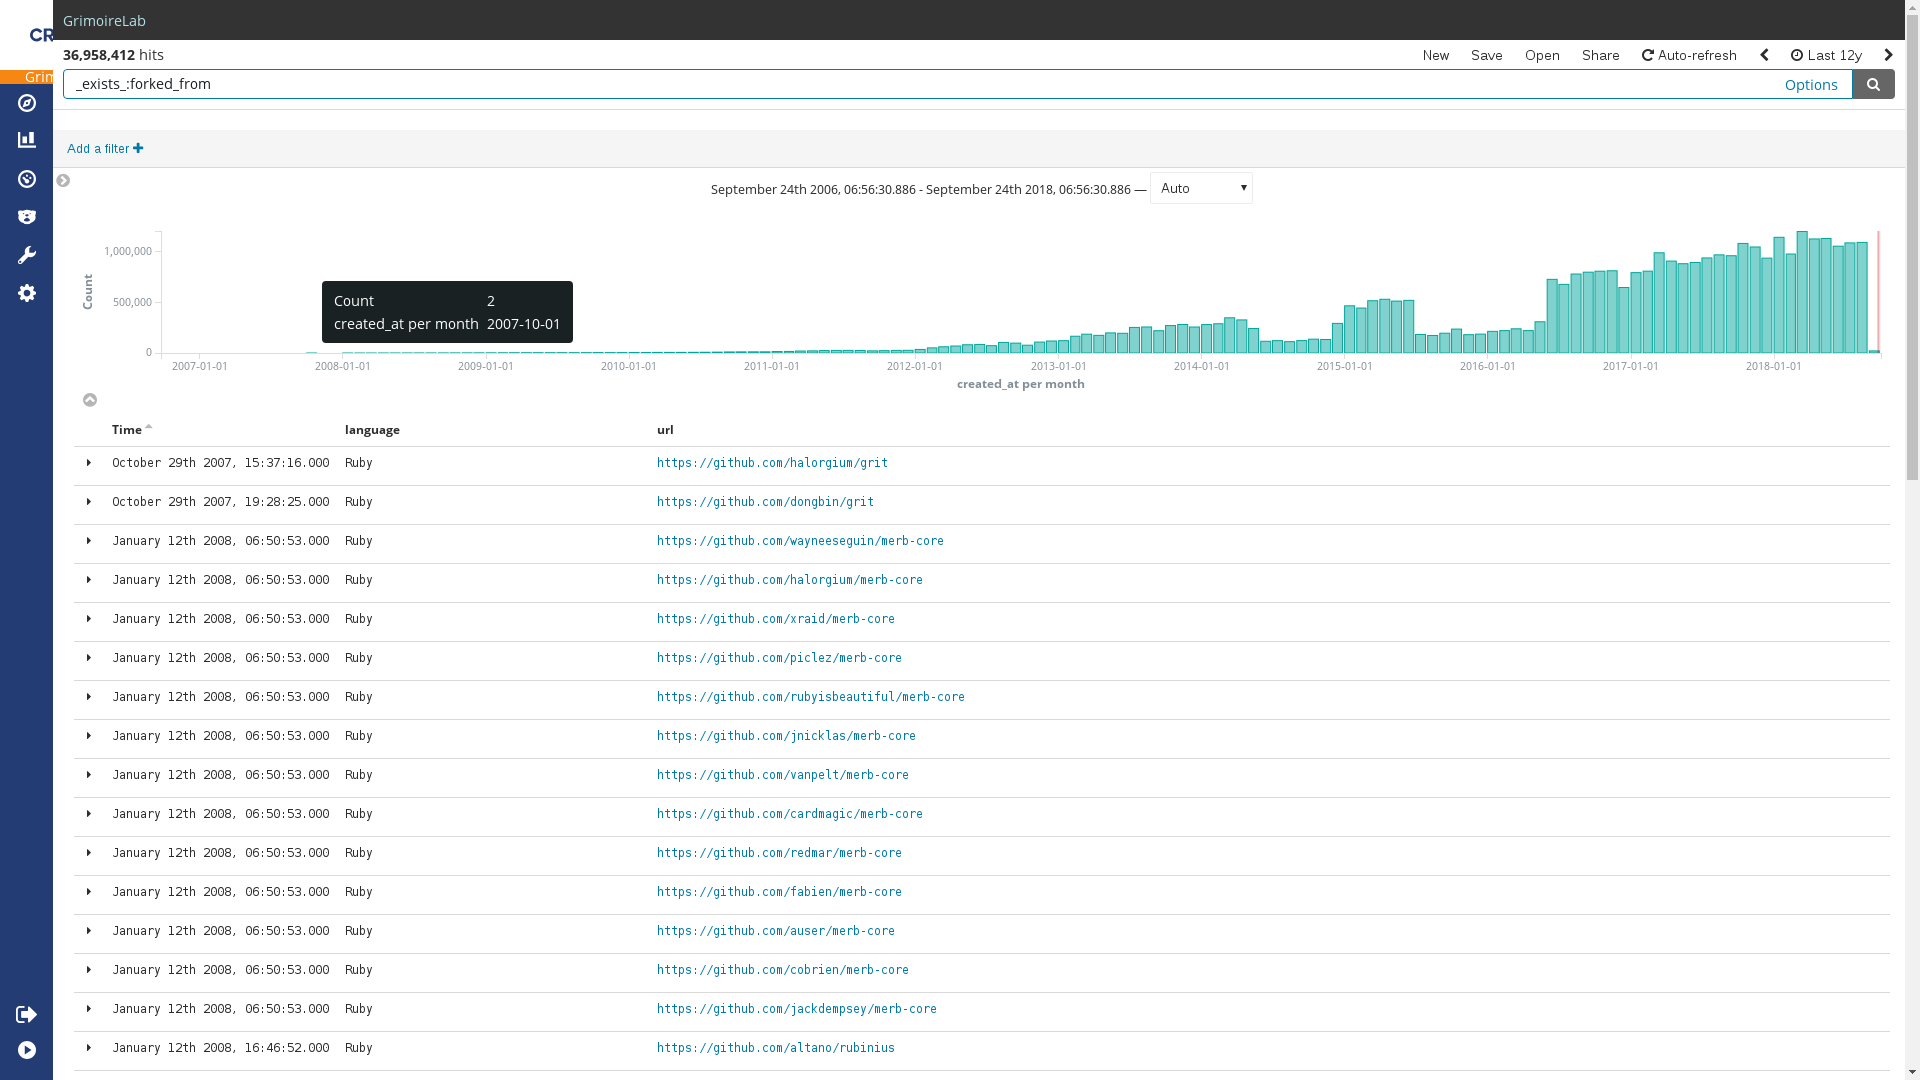 GrimoireLab
CR
Grim
36,958,412 hits
New Save Open Share Auto-refresh Last 12y
_exists_:forked_from Options
Add a filter
September 24th 2006, 06:56:30.886 - September 24th 2018, 06:56:30.886 — Auto
1,000,000
500,000
0
Count
Count 2
created_at per month 2007-10-01
2007-01-01 2008-01-01 2009-01-01 2010-01-01 2011-01-01 2012-01-01 2013-01-01 2014-01-01 2015-01-01 2016-01-01 2017-01-01 2018-01-01
created_at per month
Time language url
October 29th 2007, 15:37:16.000 Ruby https://github.com/halorgium/grit
October 29th 2007, 19:28:25.000 Ruby https://github.com/dongbin/grit
January 12th 2008, 06:50:53.000 Ruby https://github.com/wayneeseguin/merb-core
January 12th 2008, 06:50:53.000 Ruby https://github.com/halorgium/merb-core
January 12th 2008, 06:50:53.000 Ruby https://github.com/xraid/merb-core
January 12th 2008, 06:50:53.000 Ruby https://github.com/piclez/merb-core
January 12th 2008, 06:50:53.000 Ruby https://github.com/rubyisbeautiful/merb-core
January 12th 2008, 06:50:53.000 Ruby https://github.com/jnicklas/merb-core
January 12th 2008, 06:50:53.000 Ruby https://github.com/vanpelt/merb-core
January 12th 2008, 06:50:53.000 Ruby https://github.com/cardmagic/merb-core
January 12th 2008, 06:50:53.000 Ruby https://github.com/redmar/merb-core
January 12th 2008, 06:50:53.000 Ruby https://github.com/fabien/merb-core
January 12th 2008, 06:50:53.000 Ruby https://github.com/auser/merb-core
January 12th 2008, 06:50:53.000 Ruby https://github.com/cobrien/merb-core
January 12th 2008, 06:50:53.000 Ruby https://github.com/jackdempsey/merb-core
January 12th 2008, 16:46:52.000 Ruby https://github.com/altano/rubinius